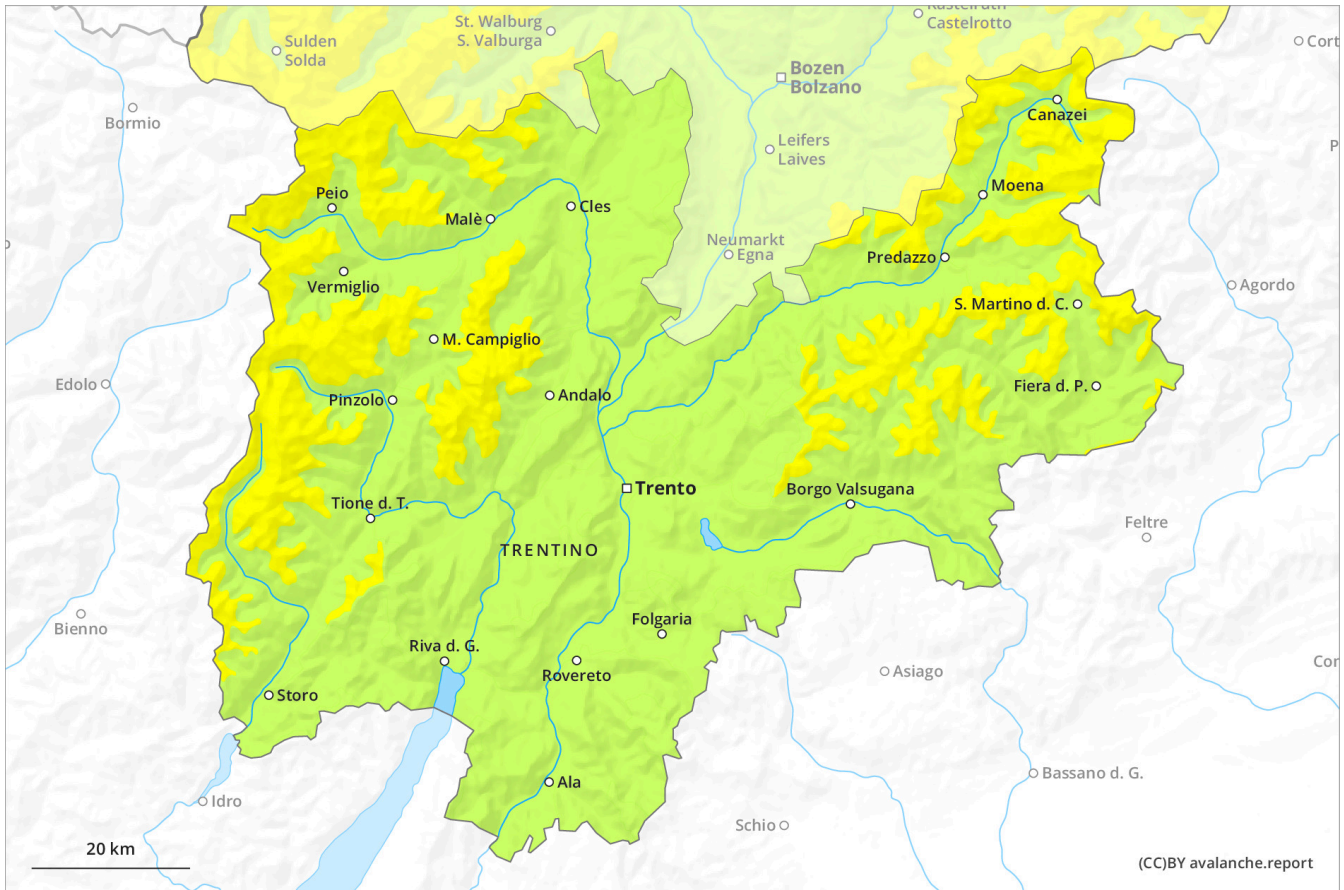 Kastelruth
Castelrotto
St. Walburg
S. Valburga
Sulden
Solda
Cort
Bozen
Bolzano
Bormio
Canazei
Leifers
Laives
Peio
Moena
Malè
Cles
Neumarkt
Egna
Predazzo
Vermiglio
Agordo
S. Martino d. C.
M. Campiglio
Edolo
Andalo
Fiera d. P.
Pinzolo
Trento
Borgo Valsugana
Tione d. T.
Feltre
TRENTINO
Bienno
Folgaria
Riva d. G.
Rovereto
Asiago
Cor
Storo
Bassano d. G.
Ala
Idro
Schio
20 km
(CC)BY avalanche.report